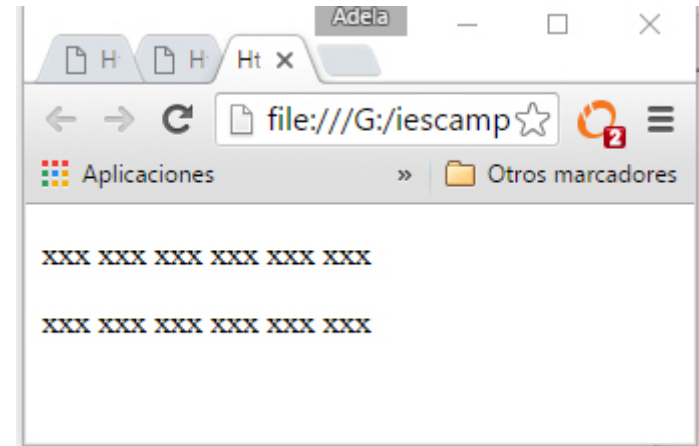 Adela
H
H
Ht
file:///G:/iescamp
2
Aplicaciones
»
Otros marcadores
xxx xxx xxx xxx xxx xxx
xxx xxx xxx xxx xxx xxx